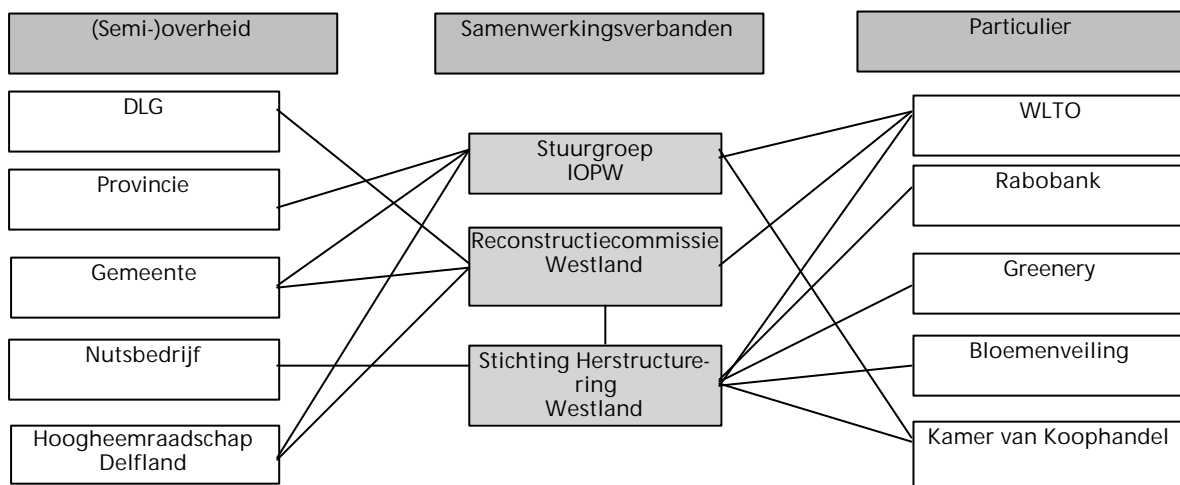 (Semi-)overheid
Samenwerkingsverbanden
Particulier
DLG
Provincie
Gemeente
Nutsbedrijf
Hoogheemraadschap
Delfland
Stuurgroep
IOPW
Reconstructiecommissie
Westland
Stichting Herstructure-
ring
Westland
WLTO
Rabobank
Greenery
Bloemenveiling
Kamer van Koophandel